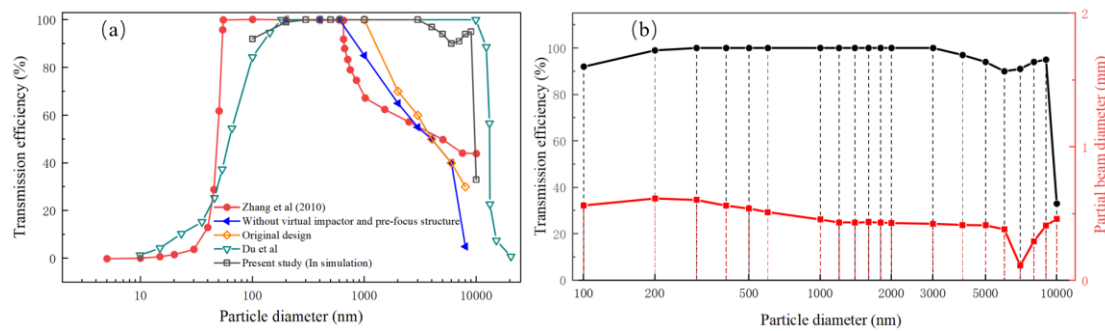 (a)
Transmission efficiency (%)
100
80
60
40
20
0
Zhang et al (2010)
Without virtual impactor and pre-focus structure
Original design
Du et al
Present study (In simulation)
10
100
1000
10000
Particle diameter (nm)
(b)
Transmission efficiency (%)
120
100
80
60
40
20
0
100
200
500
1000
2000
3000
5000
10000
Particle diameter (nm)
2
1
0
Partial beam diameter (mm)